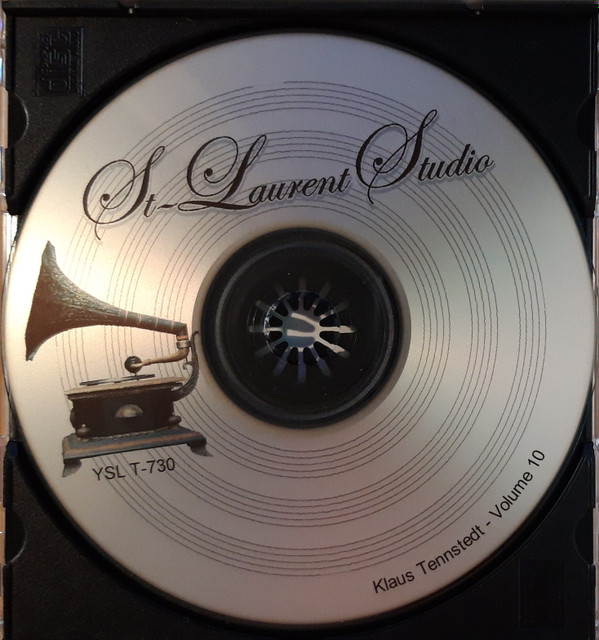 St-Laurent Studio
YSL T-730
Klaus Tennstedt - Volume 10